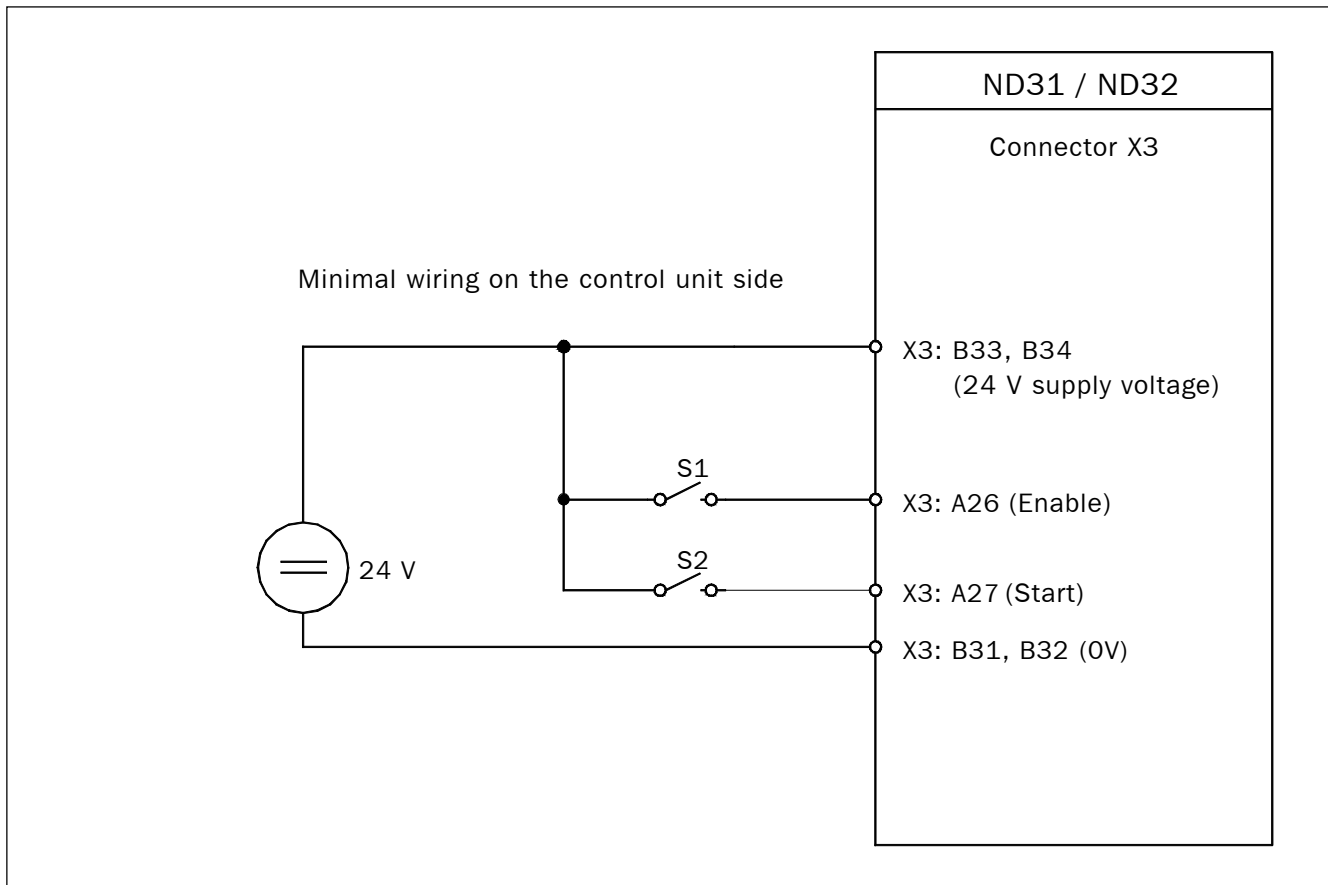 ND31 / ND32
Connector X3
Minimal wiring on the control unit side
X3: B33, B34
(24 V supply voltage)
S1
X3: A26 (Enable)
24 V
S2
X3: A27 (Start)
X3: B31, B32 (0V)